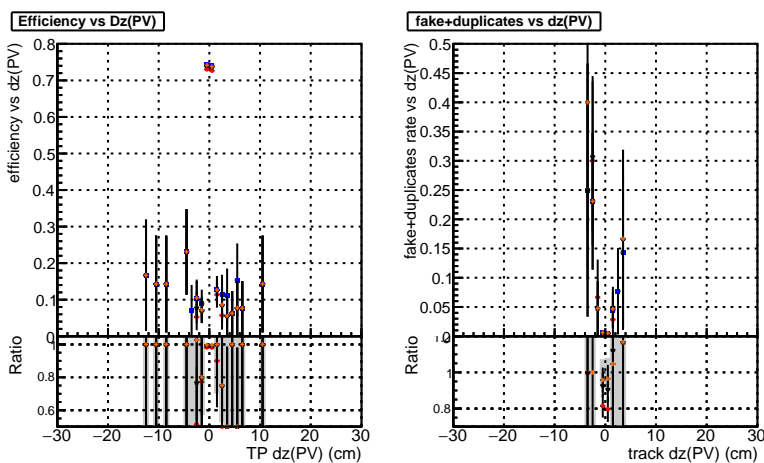 Efficiency vs Dz(PV)
efficiency vs dz(PV)
0.8
0.7
0.6
0.5
0.4
0.3
0.2
0.1
0
Ratio
0.8
0.6
−30 −20 −10 0 10 20 30
TP dz(PV) (cm)
fake+duplicates vs dz(PV)
fake+duplicates rate vs dz(PV)
0.5
0.45
0.4
0.35
0.3
0.25
0.2
0.15
0.1
0.05
Ratio
1
0.8
−30 −20 −10 0 10 20 30
track dz(PV) (cm)